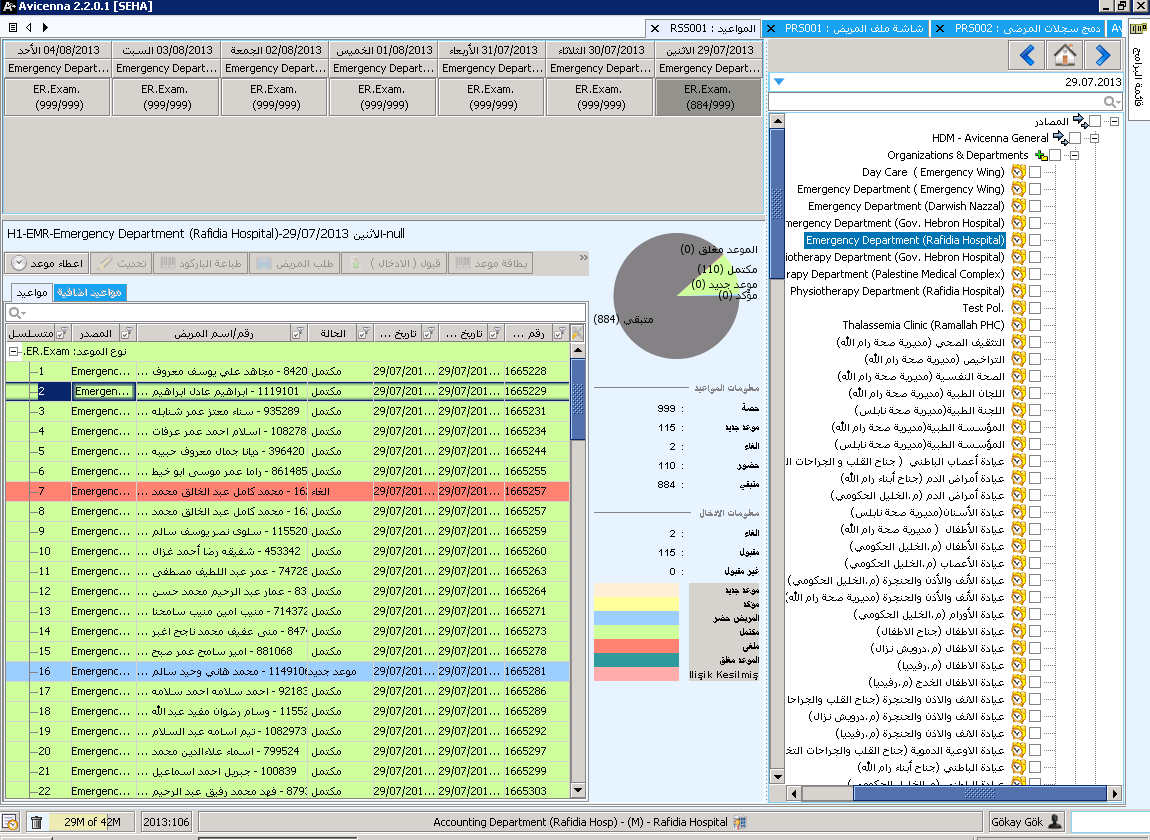 Avicenna 2.2.0.1 [SEHA]
المواعيد : RSS001
شاشة ملف المريض : PRS001
دمج سجلات المرضى : PRS002
الأحد 04/08/2013
السبت 03/08/2013
الجمعة 02/08/2013
الخميس 01/08/2013
الأربعاء 31/07/2013
الثلاثاء 30/07/2013
الاثنين 29/07/2013
Emergency Depart...
Emergency Depart...
Emergency Depart...
Emergency Depart...
Emergency Depart...
Emergency Depart...
Emergency Depart...
ER.Exam.
(999/999)
ER.Exam.
(999/999)
ER.Exam.
(999/999)
ER.Exam.
(999/999)
ER.Exam.
(999/999)
ER.Exam.
(999/999)
ER.Exam.
(884/999)
H1-EMR-Emergency Department (Rafidia Hospital)-29/07/2013 الاثنين-null
اعطاء موعد
تحديث
طباعة الباركود
طلب المريض
قبول ( الادخال )
بطاقة موعد
مواعيد
مواعيد اضافية
متسلسل
المصدر
رقم/اسم المريض
الحالة
تاريخ ...
تاريخ ...
رقم ...
نوع الموعد: ER.Exam.
1 Emergenc... 8420 - مجاهد علي يوسف معروف ... مكتمل 29/07/201... 29/07/201... 1665228
2 Emergen... 1119101 - ابراهيم عادل ابراهيم ... مكتمل 29/07/201... 29/07/201... 1665229
3 Emergenc... 935289 - سناء معتز عمر شنابله ... مكتمل 29/07/201... 29/07/201... 1665231
4 Emergenc... 108278 - اسلام احمد عمر عرفات ... مكتمل 29/07/201... 29/07/201... 1665234
5 Emergenc... 396420 - ديانا جمال معروف حبيبه ... مكتمل 29/07/201... 29/07/201... 1665244
6 Emergenc... 861485 - راما عمر موسى ابو خيط ... مكتمل 29/07/201... 29/07/201... 1665255
7 Emergenc... 162 - محمد كامل عبد الخالق محمد ... الغاء 29/07/201... 29/07/201... 1665257
8 Emergenc... 162 - محمد كامل عبد الخالق محمد ... مكتمل 29/07/201... 29/07/201... 1665257
9 Emergenc... 115520 - سلوى نصر يوسف سالم ... مكتمل 29/07/201... 29/07/201... 1665259
10 Emergenc... 453342 - شفيقه رضا أحمد غزال ... مكتمل 29/07/201... 29/07/201... 1665260
11 Emergenc... 74728 - عمر عبد اللطيف مصطفى ... مكتمل 29/07/201... 29/07/201... 1665263
12 Emergenc... 83 - عمار عبد الرحيم محمد حسن ... مكتمل 29/07/201... 29/07/201... 1665264
13 Emergenc... 714372 - منيب امين منيب سامحنا ... مكتمل 29/07/201... 29/07/201... 1665271
14 Emergenc... 847 - منى عفيف محمد ناجح اغبر ... مكتمل 29/07/201... 29/07/201... 1665273
15 Emergenc... 881068 - امير سامح عمر صبح ... مكتمل 29/07/201... 29/07/201... 1665278
16 Emergenc... 114910 - محمد هاني وحيد سالم ... موعد جديد 29/07/201... 29/07/201... 1665281
17 Emergenc... 92183 - احمد سلامه احمد سلامه ... مكتمل 29/07/201... 29/07/201... 1665286
18 Emergenc... 1155 - وسام رضوان مفيد عبد الله ... مكتمل 29/07/201... 29/07/201... 1665289
19 Emergenc... 1082973 - تيم اسامه عبد السلام ... مكتمل 29/07/201... 29/07/201... 1665292
20 Emergenc... 799524 - اسماء علاءالدين محمد ... مكتمل 29/07/201... 29/07/201... 1665297
21 Emergenc... 100839 - جبريل احمد اسماعيل ... مكتمل 29/07/201... 29/07/201... 1665299
22 Emergenc... 8793 - فهد محمد رفيق عبد الرحيم ... مكتمل 29/07/201... 29/07/201... 1665303
الموعد مغلق (0)
مكتمل (110)
موعد جديد (0)
مؤكد (0)
متبقي (884)
معلومات المواعيد
حصة : 999
موعد جديد : 115
الغاء : 2
حضور : 110
متبقي : 884
معلومات الادخال
الغاء : 2
مقبول : 115
غير مقبول : 0
موعد جديد
موكد
المريض حضر
مكتمل
ملغي
الموعد مغلق
Ilişik Kesilmiş
قائمة البرامج
29.07.2013
المصادر
HDM - Avicenna General
Organizations & Departments
Day Care ( Emergency Wing)
Emergency Department ( Emergency Wing)
Emergency Department (Darwish Nazzal)
mergency Department (Gov. Hebron Hospital)
Emergency Department (Rafidia Hospital)
siotherapy Department (Gov. Hebron Hospital)
rapy Department (Palestine Medical Complex)
Physiotherapy Department (Rafidia Hospital)
Test Pol.
Thalassemia Clinic (Ramallah PHC)
التثقيف الصحي (مديرية صحة رام الله)
التراخيص (مديرية صحة رام الله)
الصحة النفسية (مديرية صحة رام الله)
اللجان الطبية (مديرية صحة رام الله)
اللجنة الطبية(مديرية صحة نابلس)
المؤسسة الطبية(مديرية صحة رام الله)
المؤسسة الطبية(مديرية صحة نابلس)
عيادة أعصاب الباطني ( جناح القلب و الجراحات ال
عيادة أمراض الدم (جناح أبناء رام الله)
عيادة أمراض الدم (م.الخليل الحكومي)
عيادة الأسنان(مديرية صحة نابلس)
عيادة الأطفال ( مديرية صحة رام الله)
عيادة الأطفال (م.الخليل الحكومي)
عيادة الأعصاب (م.الخليل الحكومي)
عيادة الأنف والأذن والحنجرة (م.الخليل الحكومي)
عيادة الأنف والأذن والحنجرة (مديرية صحة رام الله)
عيادة الأورام (م.الخليل الحكومي)
عيادة الاطفال (جناح الاطفال)
عيادة الاطفال (م.درويش نزال)
عيادة الاطفال (م.رفيديا)
عيادة الاطفال الخدج (م.رفيديا)
عيادة الانف والاذن والحنجرة (جناح القلب والجراحا
عيادة الانف والاذن والحنجرة (م.درويش نزال)
عيادة الانف والاذن والحنجرة (م.رفيديا)
عيادة الاوعية الدموية (جناح القلب والجراحات التخ
عيادة الباطني (جناح أبناء رام الله)
عيادة الباطني (م.الخليل الحكومي)
29M of 42M
2013:106
Accounting Department (Rafidia Hosp) - (M) - Rafidia Hospital
Gökay Gök